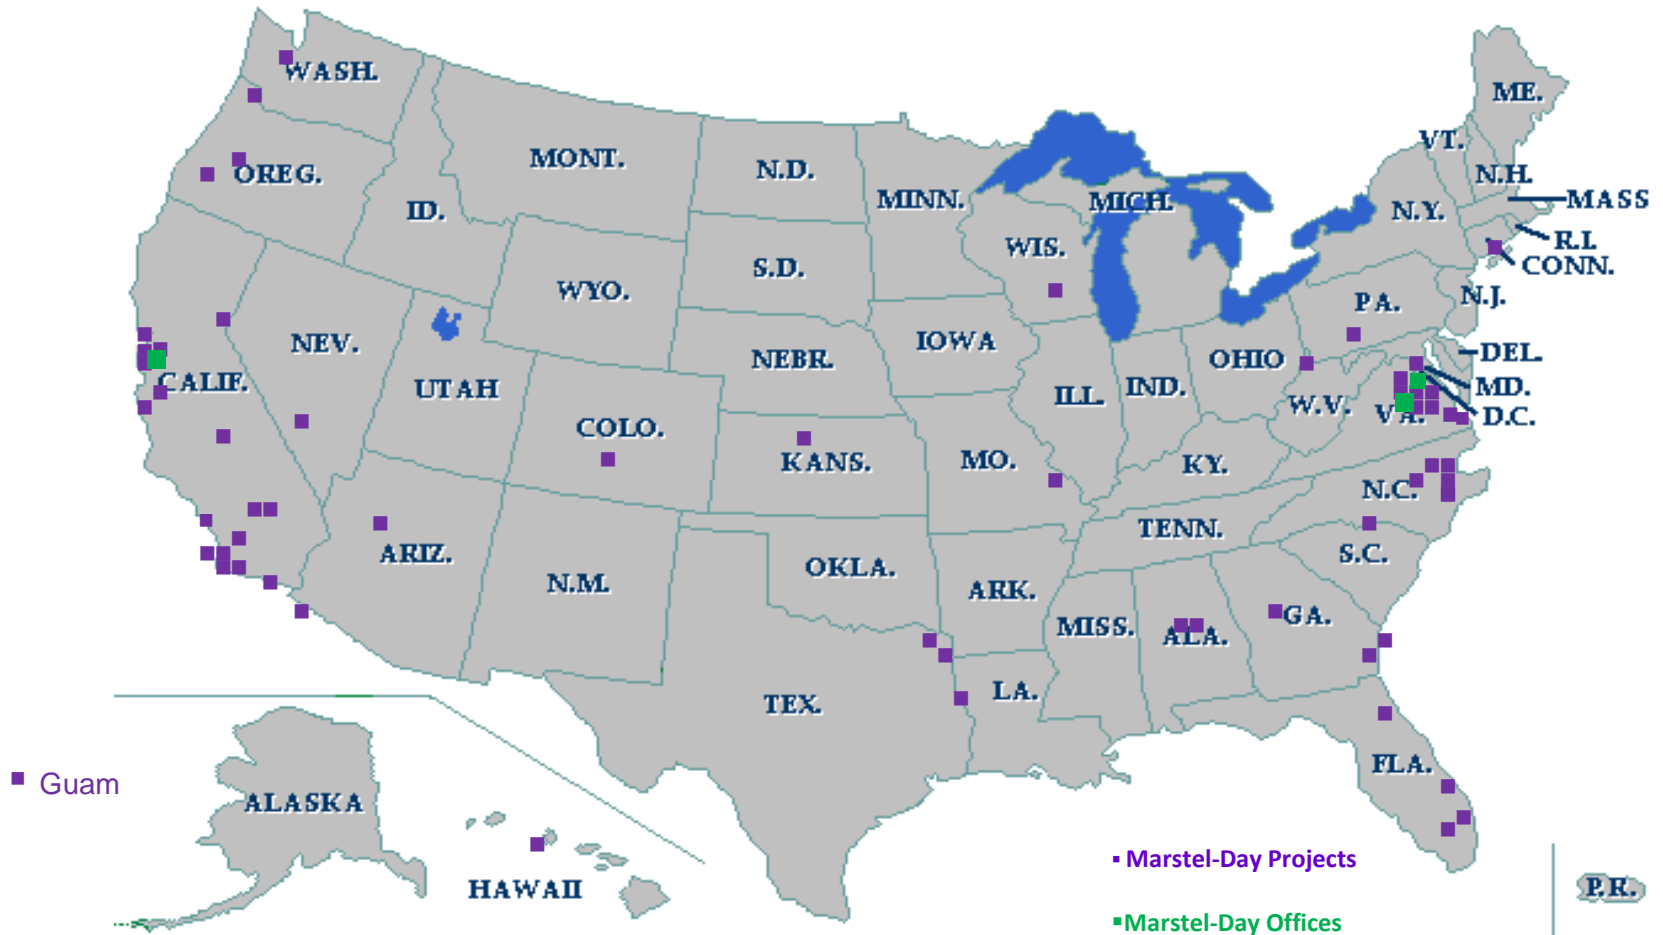 WASH.
ME.
VT.
MONT.
OREG.
N.D.
N.H.
MINN.
MICH.
MASS
ID.
N.Y.
R.I.
WIS.
CONN.
S.D.
WYO.
N.J.
PA.
NEV.
IOWA
NEBR.
OHIO
DEL.
CALIF.
UTAH
IND.
MD.
ILL.
W.V.
VA.
D.C.
COLO.
KANS.
MO.
KY.
N.C.
TENN.
ARIZ.
S.C.
OKLA.
N.M.
ARK.
GA.
MISS.
ALA.
LA.
TEX.
FLA.
Guam
ALASKA
HAWAII
Marstel-Day Projects
P.R.
Marstel-Day Offices